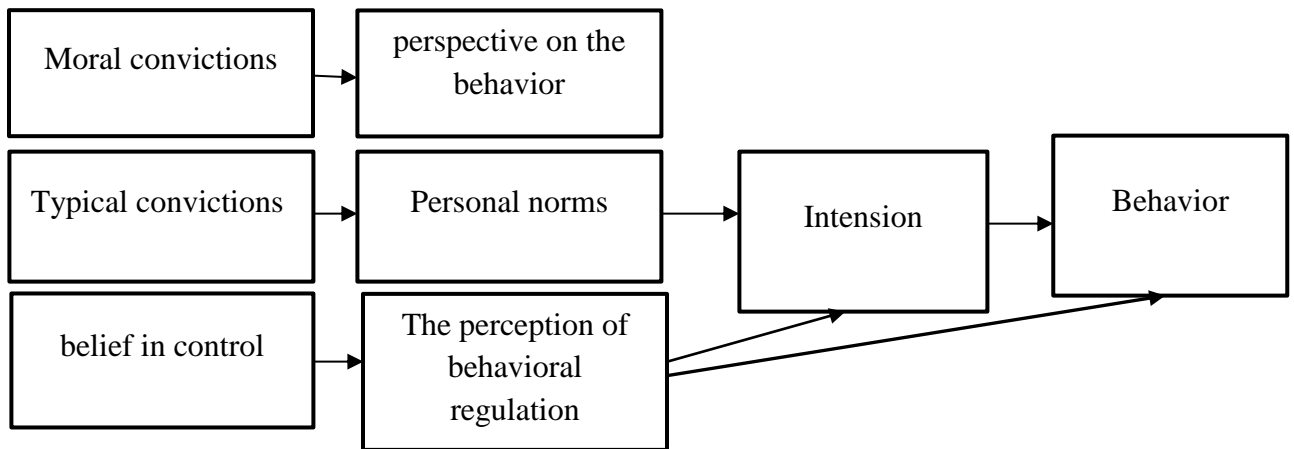 Moral convictions
perspective on the
behavior
Typical convictions
Personal norms
Intension
Behavior
belief in control
The perception of
behavioral
regulation